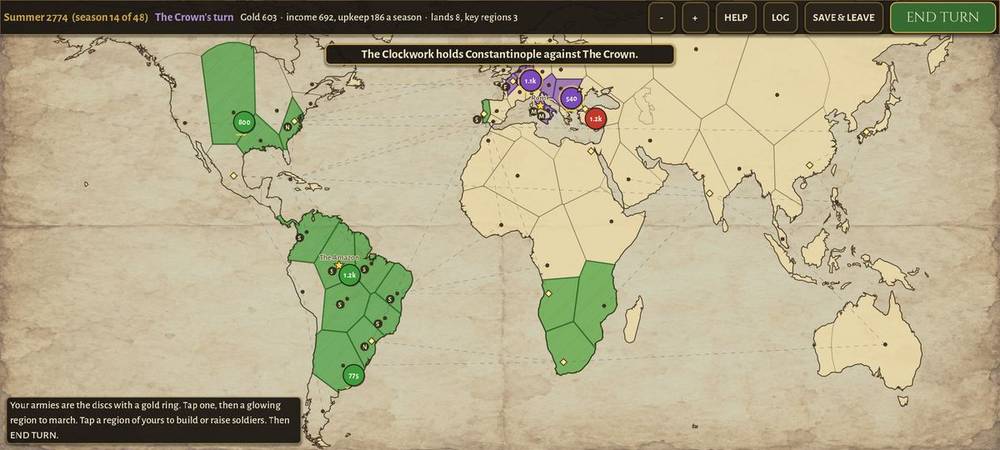 Summer 2774 (season 14 of 48) The Crown's turn Gold 603 · income 692, upkeep 186 a season · lands 8, key regions 3
- + HELP LOG SAVE & LEAVE END TURN
The Clockwork holds Constantinople against The Crown.
1.1k
540
800
1.2k
N
S
M
M
S
The Amazon
S
S
1.2k
S
S
S
N
775
Your armies are the discs with a gold ring. Tap one, then a glowing
region to march. Tap a region of yours to build or raise soldiers. Then
END TURN.